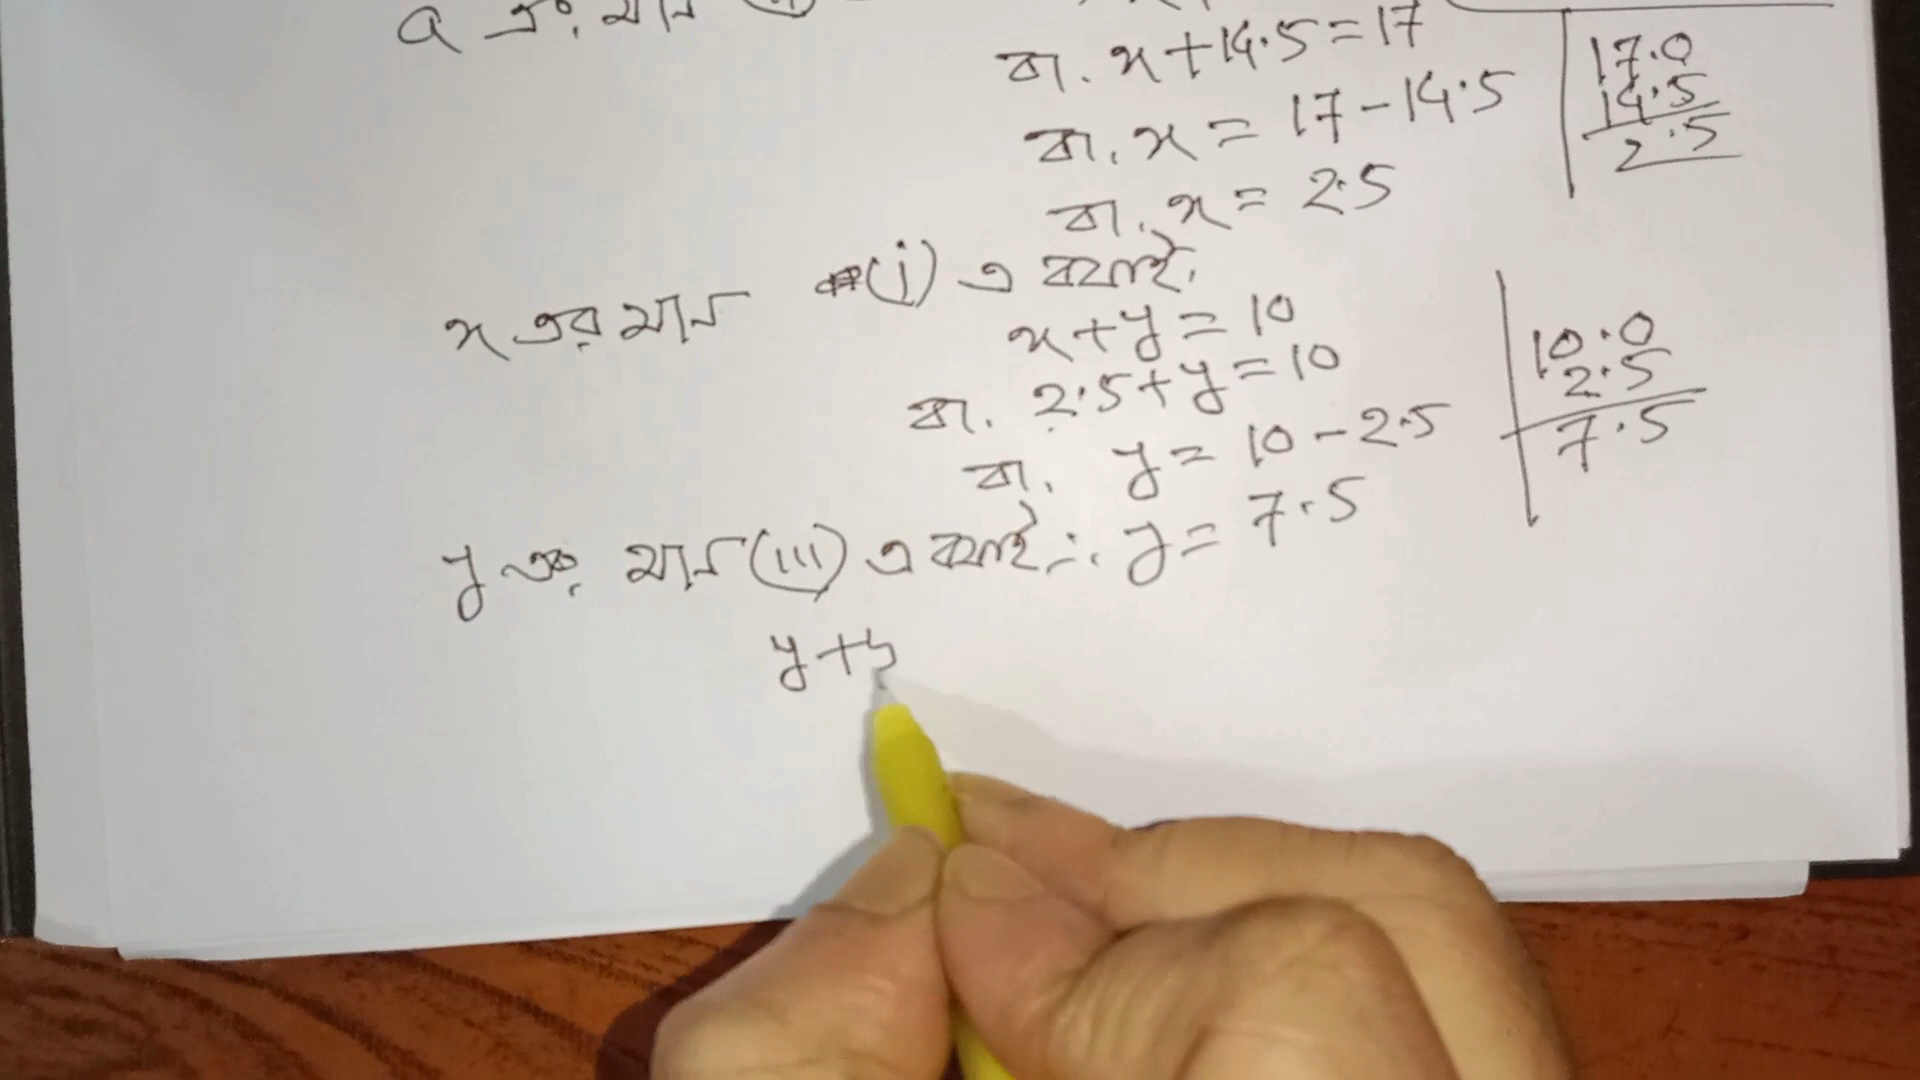 a এর মান
বা, x+14.5=17
বা, x = 17-14.5
17.0
14.5
2.5
বা, x = 2.5
x এর মান (i) এ বসাই,
x+y=10
বা, 2.5+y=10
বা, y= 10-2.5
10.0
2.5
7.5
y এর মান (iii) এ বসাই ∴ y= 7.5
y+